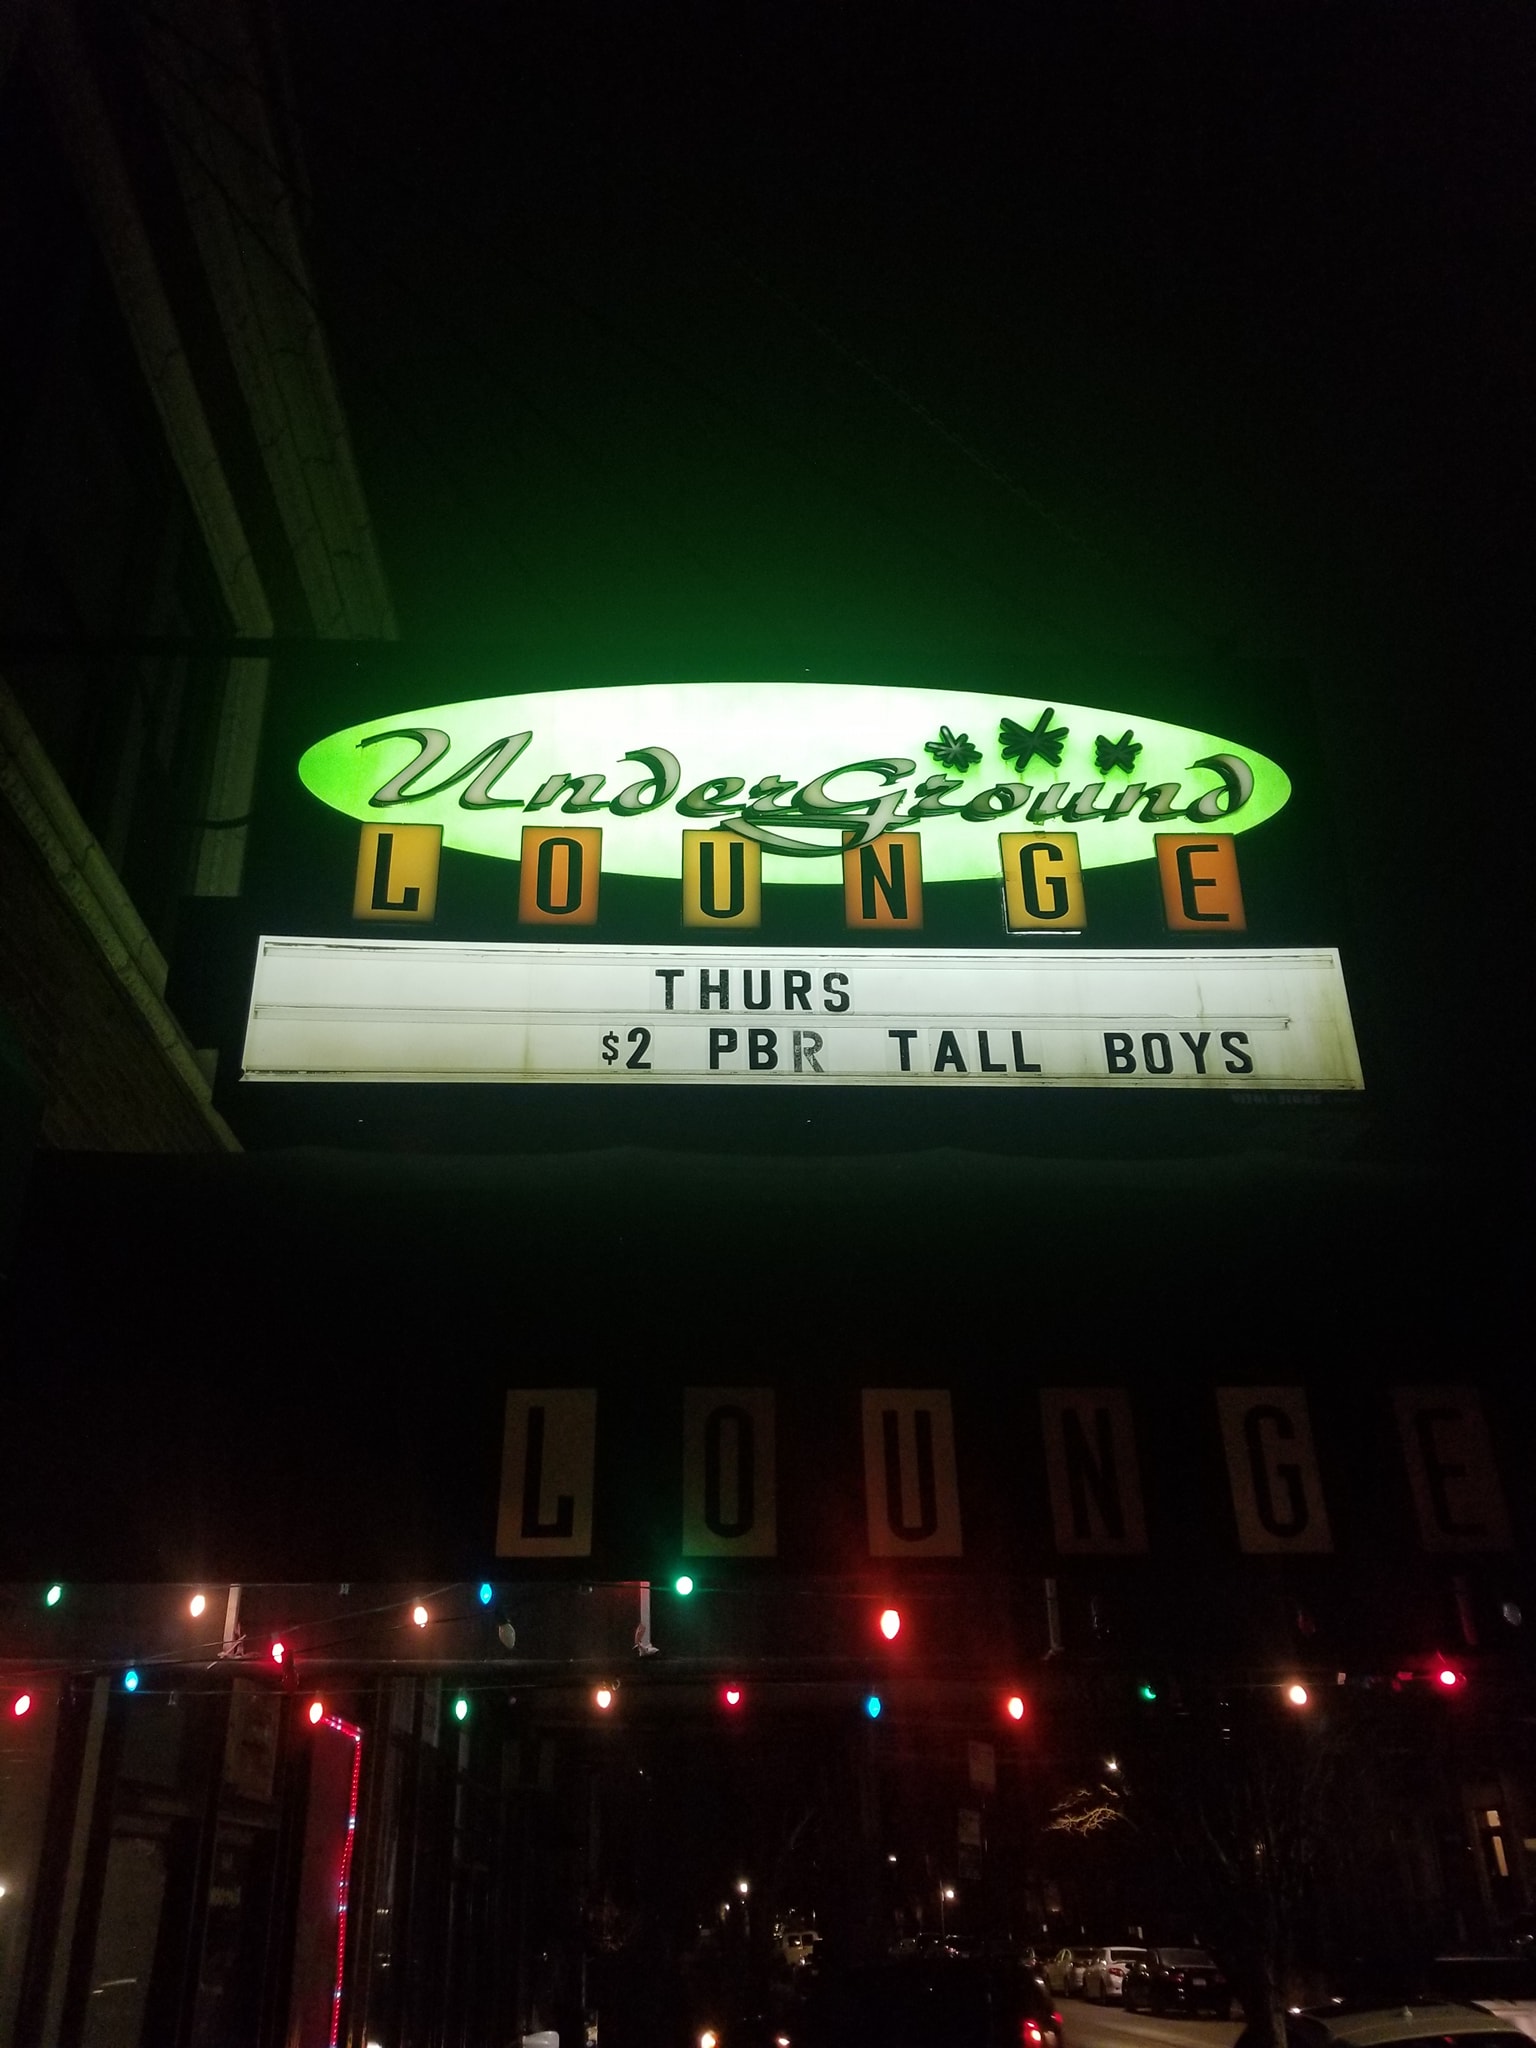 UnderGround
LOUNGE
THURS
$2 PBR TALL BOYS
LOUNGE